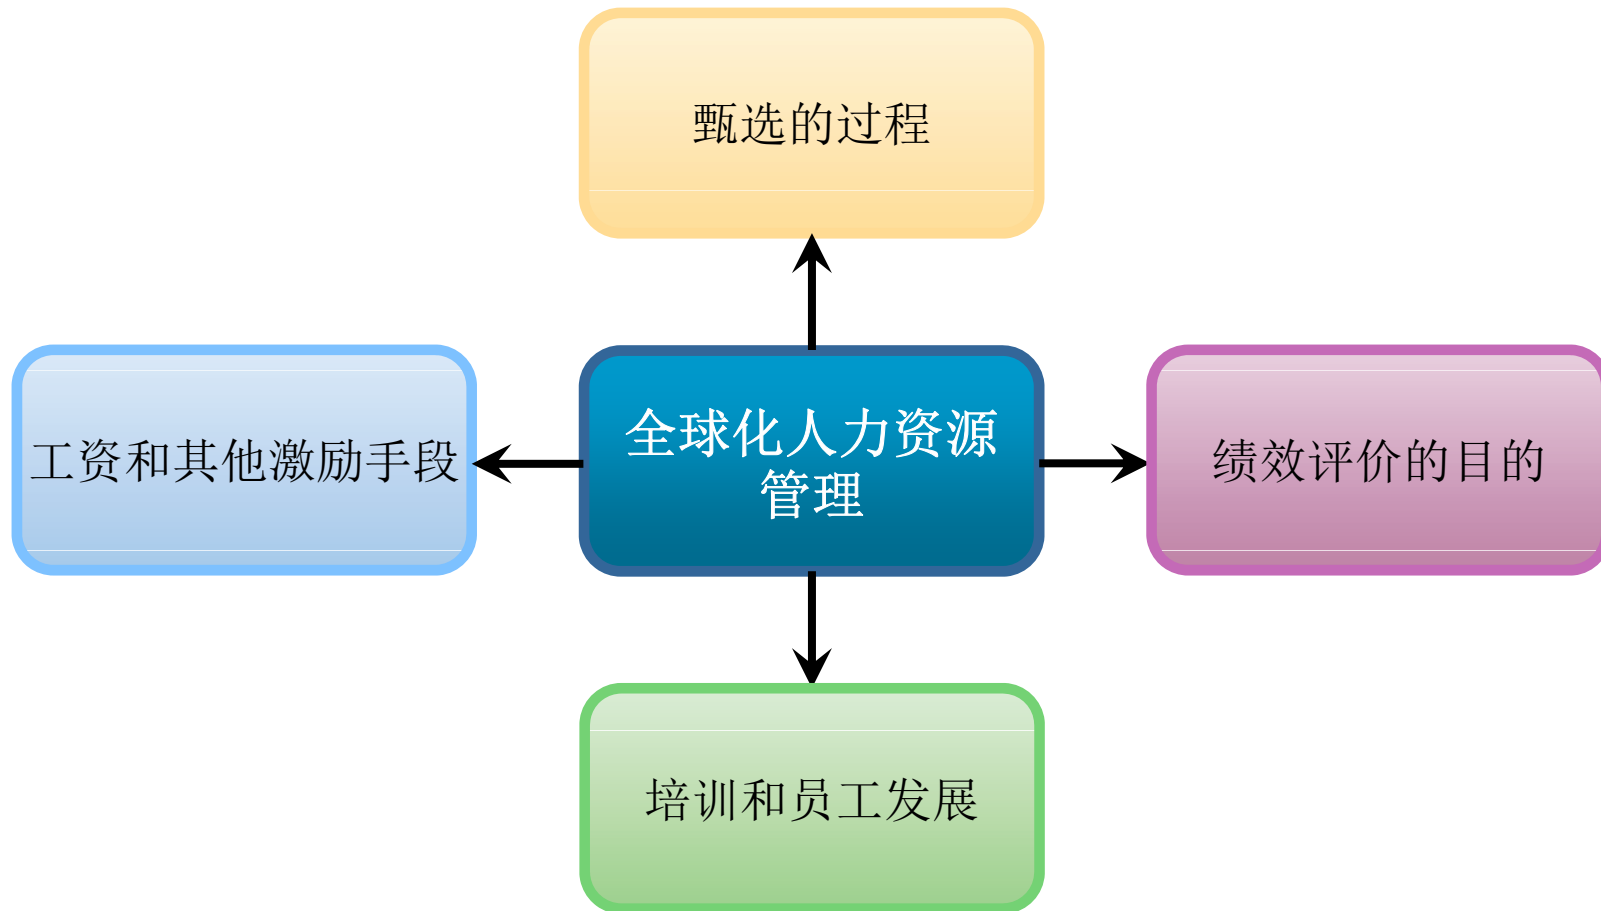 甄选的过程
工资和其他激励手段
全球化人力资源
管理
绩效评价的目的
培训和员工发展